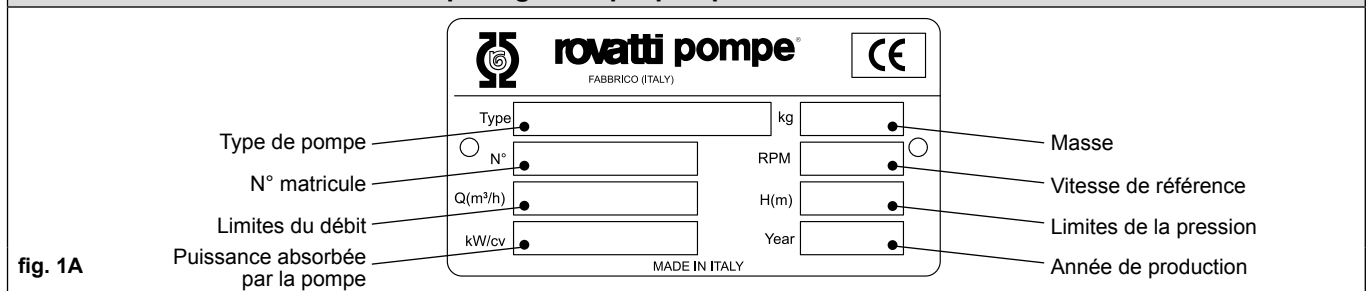 rovatti pompe®
CE
FABBRICO (ITALY)
Type
kg
Type de pompe
Masse
N°
RPM
N° matricule
Vitesse de référence
Q(m³/h)
H(m)
Limites du débit
Limites de la pression
kW/cv
Year
Puissance absorbée
par la pompe
Année de production
MADE IN ITALY
fig. 1A